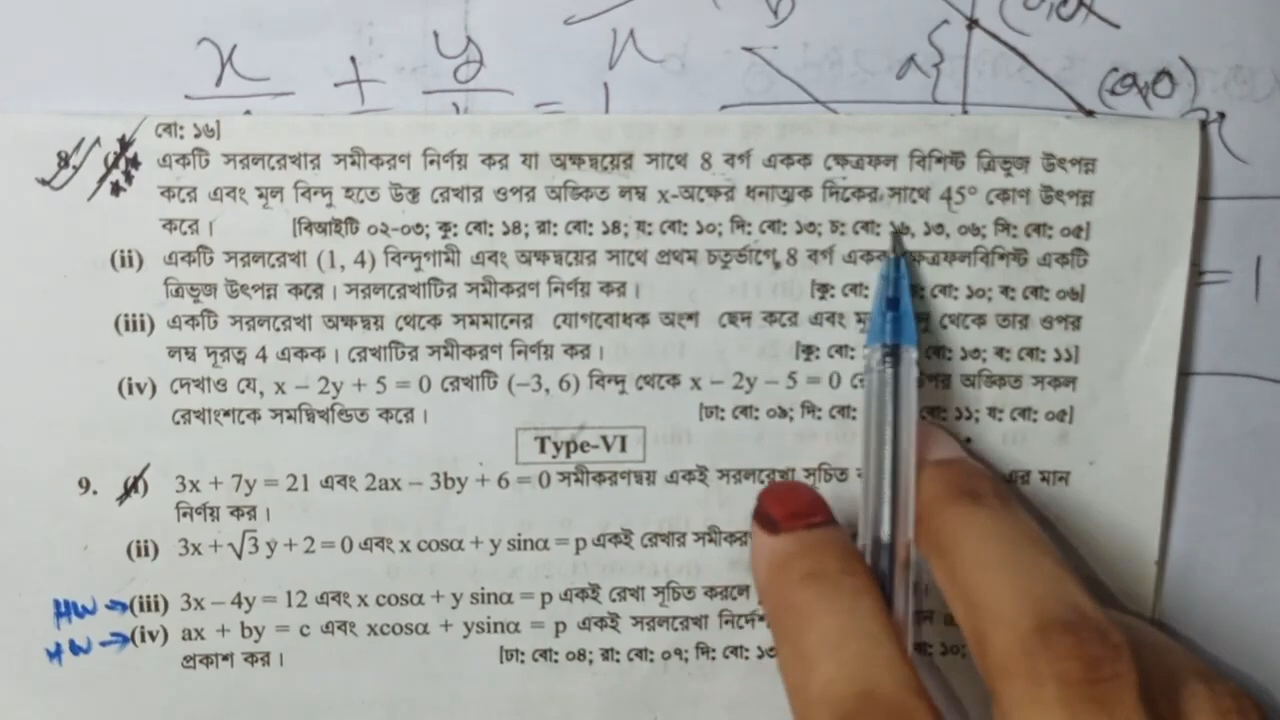 x + y = 1
a
(a,0)
x
= 1
বো: ১৬]
একটি সরলরেখার সমীকরণ নির্ণয় কর যা অক্ষদ্বয়ের সাথে 8 বর্গ একক ক্ষেত্রফল বিশিষ্ট ত্রিভুজ উৎপন্ন
করে এবং মূল বিন্দু হতে উক্ত রেখার ওপর অঙ্কিত লম্ব x-অক্ষের ধনাত্মক দিকের সাথে 45° কোণ উৎপন্ন
করে। [বিআইটি ০২-০৩; কু: বো: ১৪; রা: বো: ১৪; য: বো: ১০; দি: বো: ১৩; চ: বো: ১৬, ১৩, ০৬; সি: বো: ০৫]
(ii) একটি সরলরেখা (1, 4) বিন্দুগামী এবং অক্ষদ্বয়ের সাথে প্রথম চতুর্ভাগে 8 বর্গ একক ক্ষেত্রফলবিশিষ্ট একটি
ত্রিভুজ উৎপন্ন করে। সরলরেখাটির সমীকরণ নির্ণয় কর। [কু: বো: বো: ১০; ব: বো: ০৬]
(iii) একটি সরলরেখা অক্ষদ্বয় থেকে সমমানের যোগবোধক অংশ ছেদ করে এবং থেকে তার ওপর
লম্ব দূরত্ব 4 একক। রেখাটির সমীকরণ নির্ণয় কর। [কু: বো: বো: ১৩; ব: বো: ১১]
(iv) দেখাও যে, x − 2y + 5 = 0 রেখাটি (−3, 6) বিন্দু থেকে x − 2y − 5 = 0 অঙ্কিত সকল
রেখাংশকে সমদ্বিখন্ডিত করে। [ঢা: বো: ০৯; দি: বো: বো: ১১; য: বো: ০৫]
Type-VI
9. (i) 3x + 7y = 21 এবং 2ax − 3by + 6 = 0 সমীকরণদ্বয় একই সরলরেখা সূচিত এর মান
নির্ণয় কর।
(ii) 3x + √3 y + 2 = 0 এবং x cosα + y sinα = p একই রেখার সমীকরণ
HW → (iii) 3x − 4y = 12 এবং x cosα + y sinα = p একই রেখা সূচিত করলে
HW → (iv) ax + by = c এবং xcosα + ysinα = p একই সরলরেখা
প্রকাশ কর। [ঢা: বো: ০৪; রা: বো: ০৭; দি: বো: ১০;